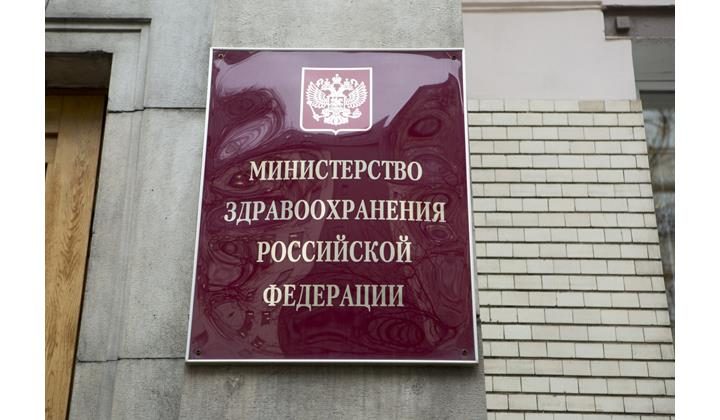 МИНИСТЕРСТВО
ЗДРАВООХРАНЕНИЯ
РОССИЙСКОЙ
ФЕДЕРАЦИИ